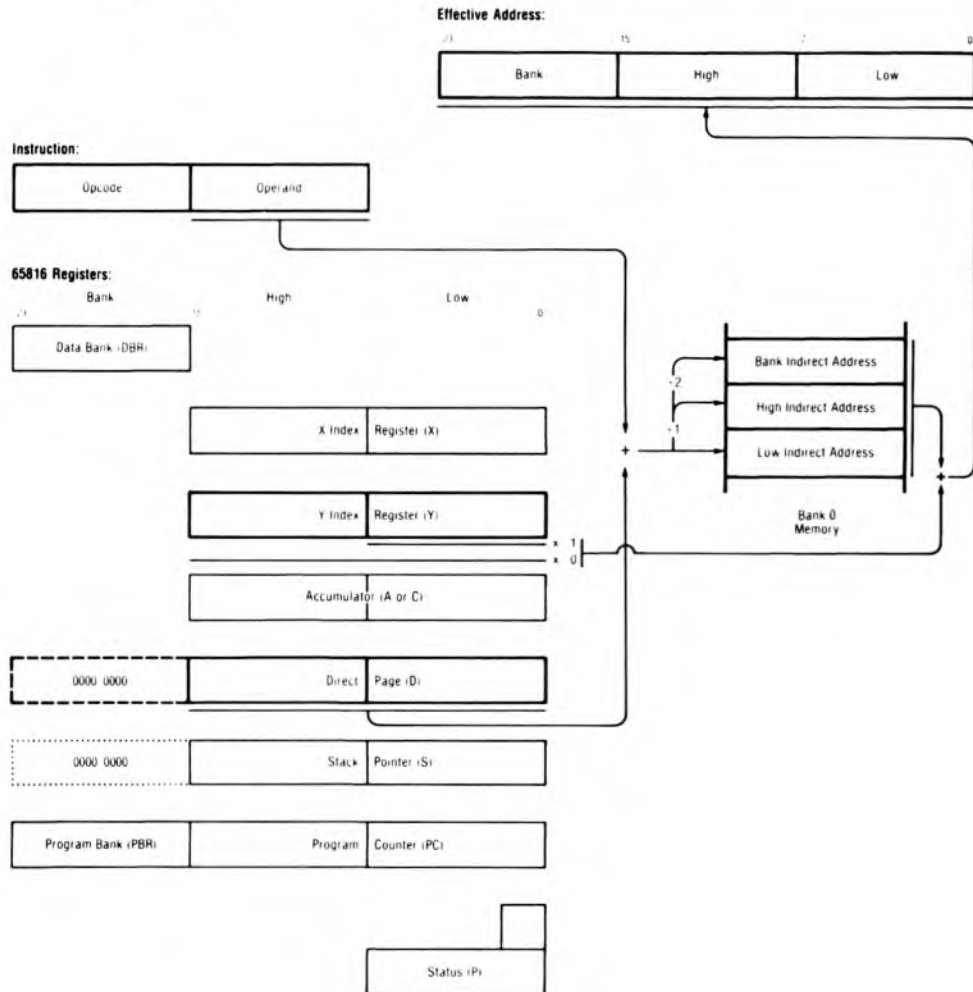 Effective Address:
23 15 7 0
Bank High Low
Instruction:
Opcode Operand
65816 Registers:
Bank High Low
23 15 0
Data Bank (DBR)
Bank Indirect Address
+2
X Index Register (X)
High Indirect Address
+1
+
Low Indirect Address
+
Y Index Register (Y)
Bank 0
Memory
x 1
x 0
Accumulator (A or C)
0000 0000 Direct Page (D)
0000 0000 Stack Pointer (S)
Program Bank (PBR) Program Counter (PC)
Status (P)